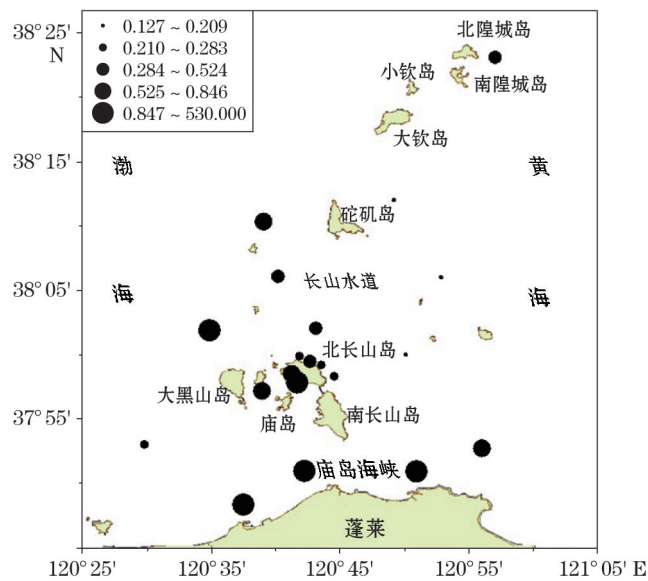 38° 25'
N
0.127 ~ 0.209
0.210 ~ 0.283
0.284 ~ 0.524
0.525 ~ 0.846
0.847 ~ 530.000
北隍城岛
小钦岛
南隍城岛
大钦岛
38° 15'
渤
黄
砣矶岛
38° 05'
海
长山水道
海
北长山岛
大黑山岛
37° 55'
庙岛
南长山岛
庙岛海峡
蓬莱
120° 25'
120° 35'
120° 45'
120° 55'
121° 05' E